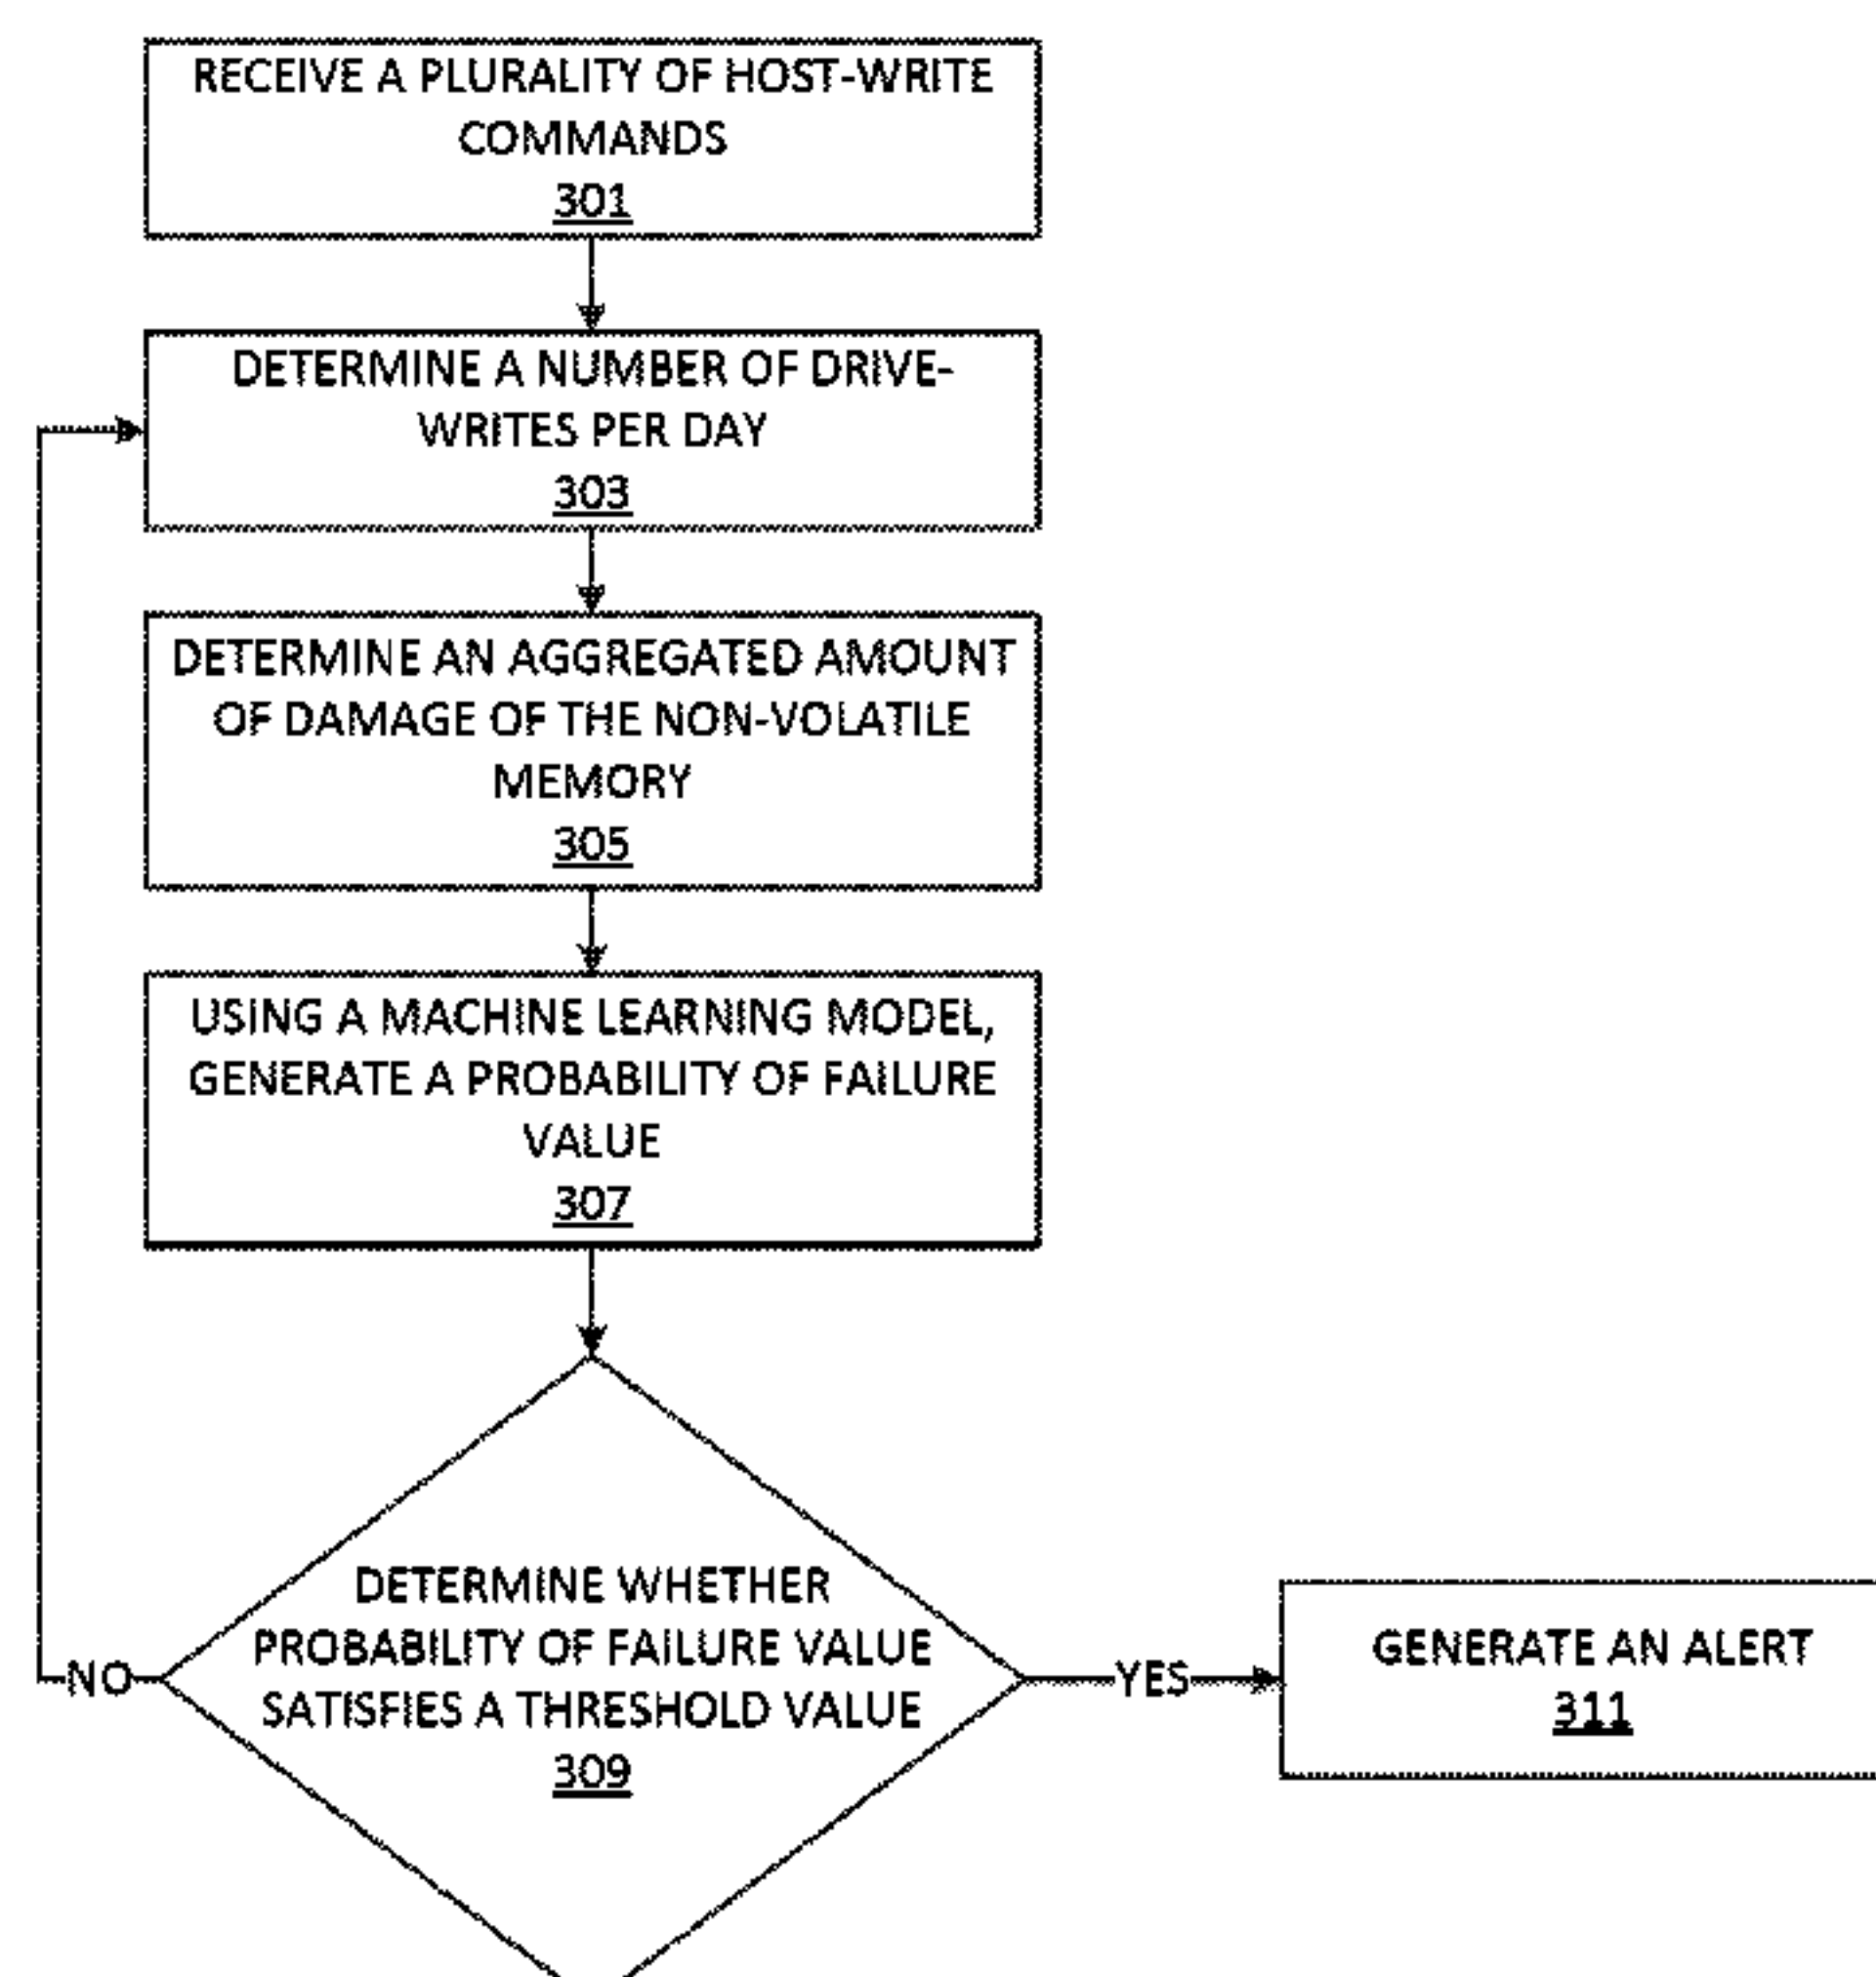 RECEIVE A PLURALITY OF HOST-WRITE
COMMANDS
301
DETERMINE A NUMBER OF DRIVE-
WRITES PER DAY
303
DETERMINE AN AGGREGATED AMOUNT
OF DAMAGE OF THE NON-VOLATILE
MEMORY
305
USING A MACHINE LEARNING MODEL,
GENERATE A PROBABILITY OF FAILURE
VALUE
307
DETERMINE WHETHER
PROBABILITY OF FAILURE VALUE
SATISFIES A THRESHOLD VALUE
309
NO
YES
GENERATE AN ALERT
311